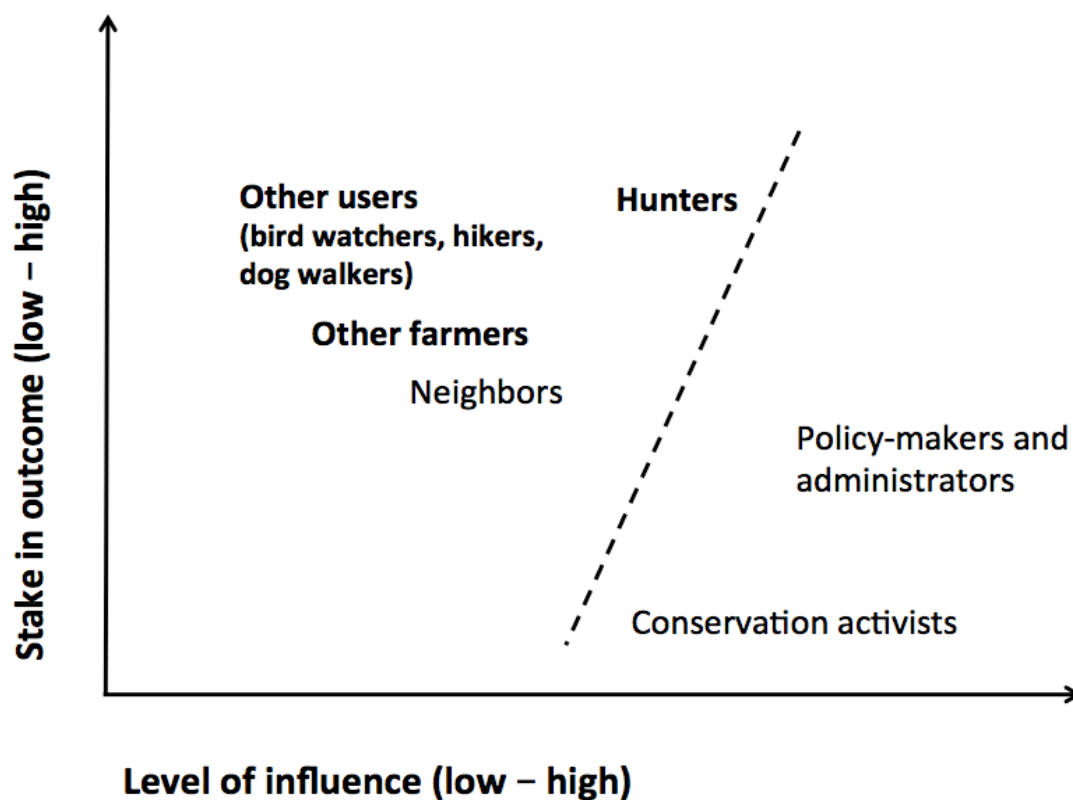 Stake in outcome (low – high)
Other users
(bird watchers, hikers,
dog walkers)
Hunters
Other farmers
Neighbors
Policy-makers and
administrators
Conservation activists
Level of influence (low – high)